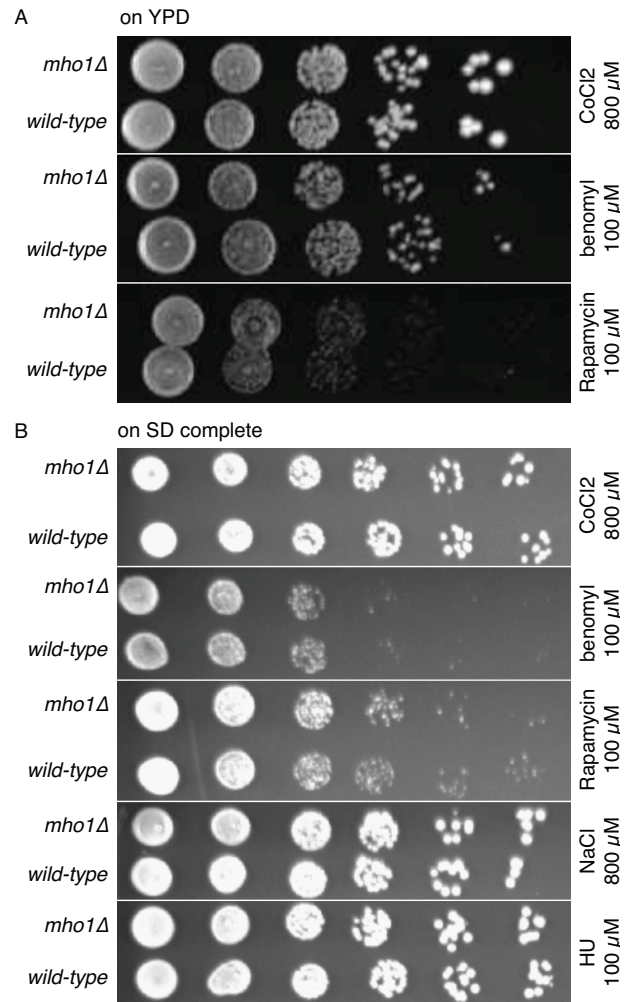 A
on YPD
mho1Δ
wild-type
CoCl2
800 µM
mho1Δ
wild-type
benomyl
100 µM
mho1Δ
wild-type
Rapamycin
100 µM
B
on SD complete
mho1Δ
wild-type
CoCl2
800 µM
mho1Δ
wild-type
benomyl
100 µM
mho1Δ
wild-type
Rapamycin
100 µM
mho1Δ
wild-type
NaCl
800 µM
mho1Δ
wild-type
HU
100 µM